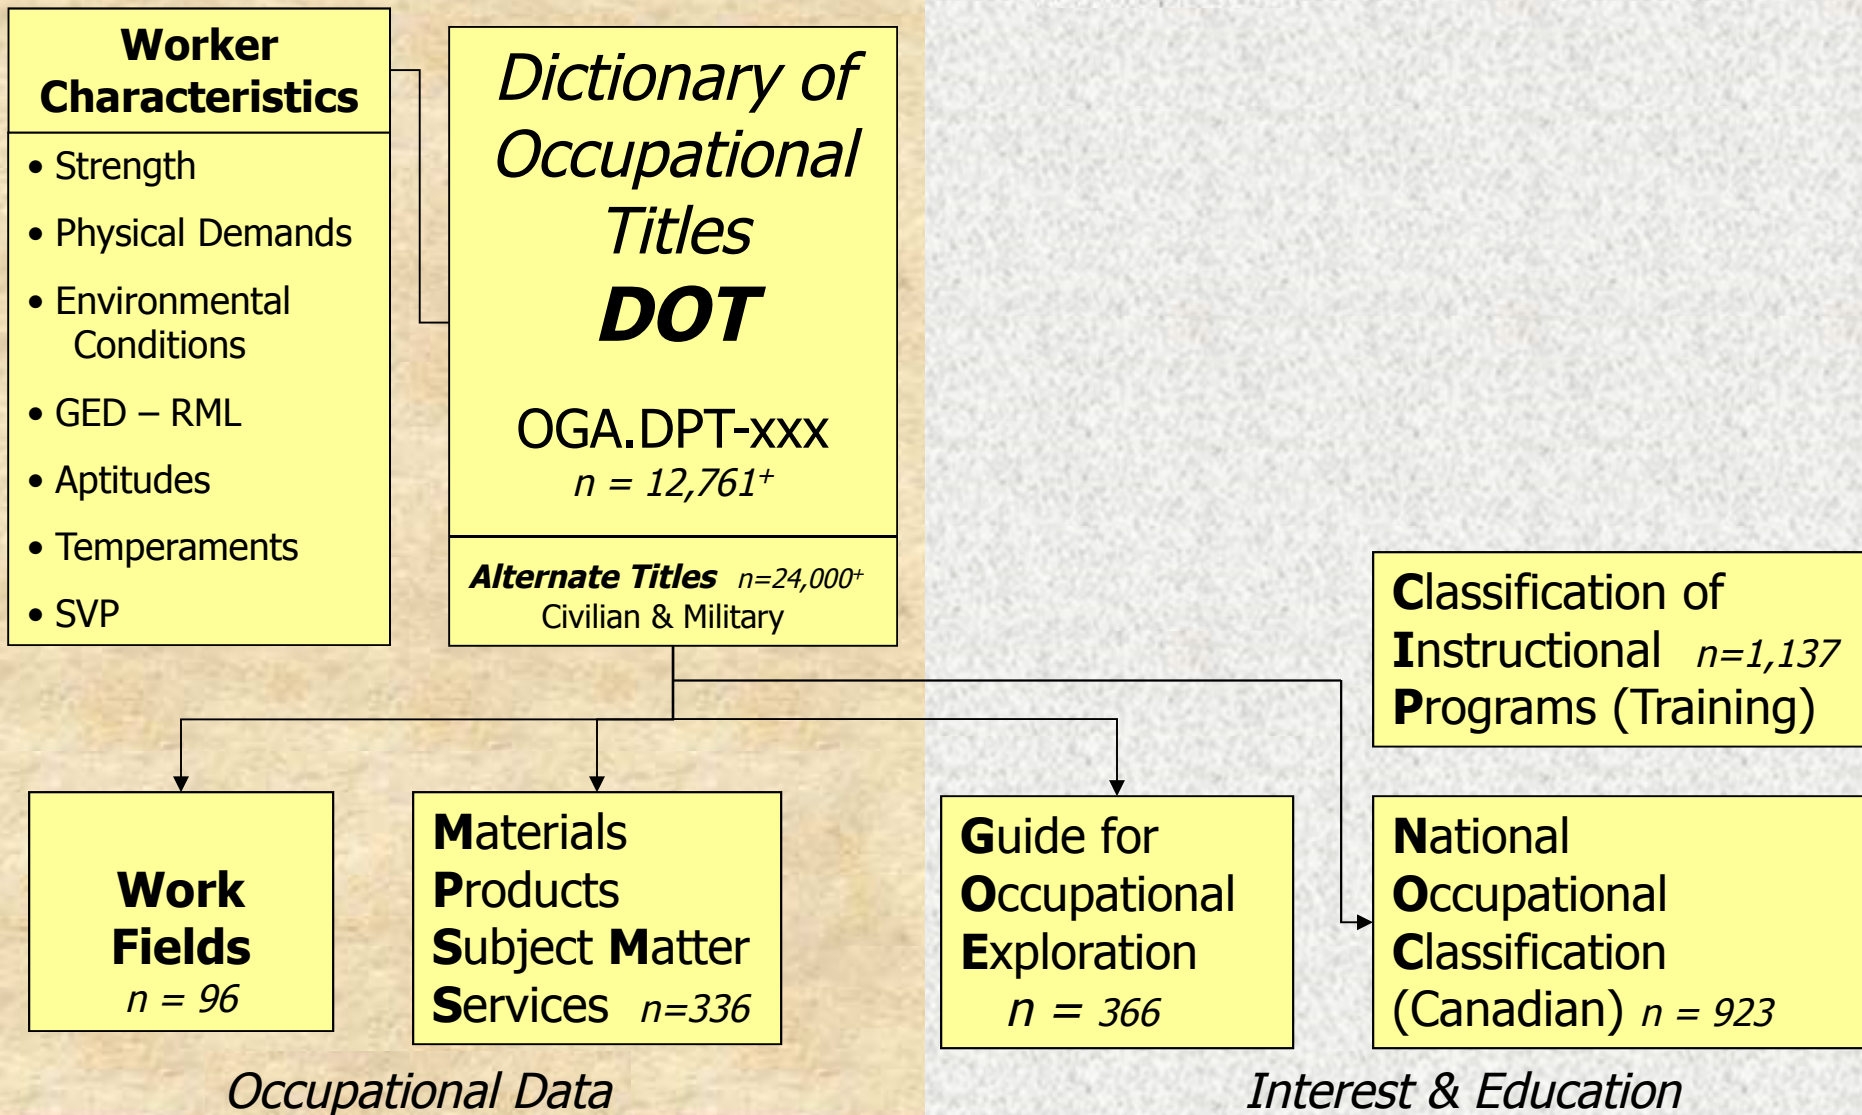 Worker
Characteristics
• Strength
• Physical Demands
• Environmental
Conditions
• GED – RML
• Aptitudes
• Temperaments
• SVP
Dictionary of
Occupational
Titles
DOT
OGA.DPT-xxx
n = 12,761+
Alternate Titles n=24,000+
Civilian & Military
Classification of
Instructional n=1,137
Programs (Training)
Work
Fields
n = 96
Materials
Products
Subject Matter
Services n=336
Guide for
Occupational
Exploration
n = 366
National
Occupational
Classification
(Canadian) n = 923
Occupational Data
Interest & Education